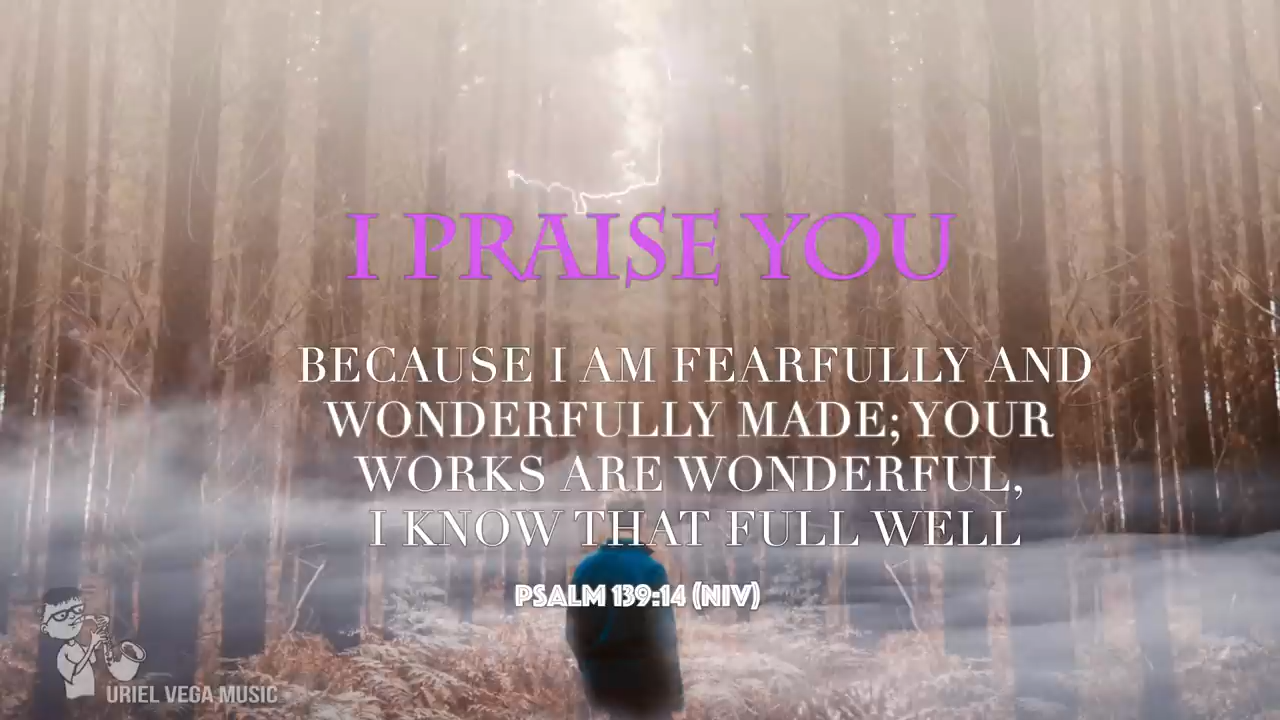 I PRAISE YOU
BECAUSE I AM FEARFULLY AND
WONDERFULLY MADE; YOUR
WORKS ARE WONDERFUL,
I KNOW THAT FULL WELL
PSALM 139:14 (NIV)
URIEL VEGA MUSIC